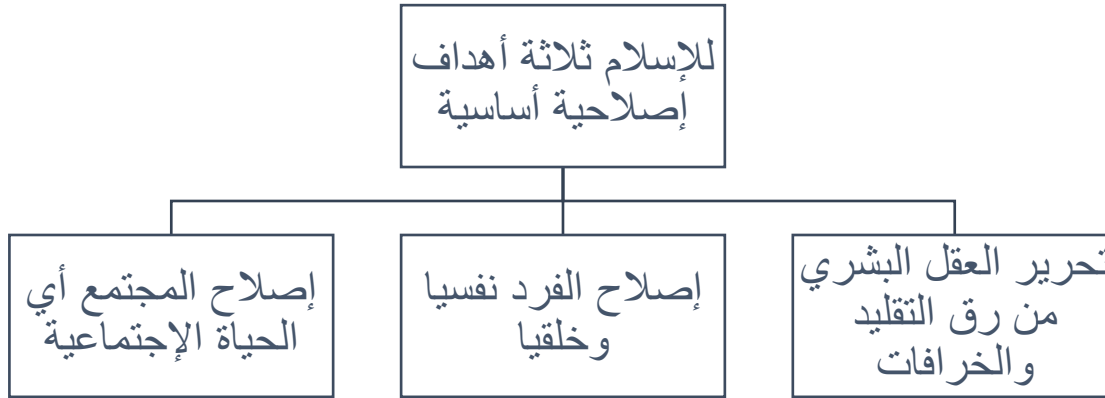 للإسلام ثلاثة أهداف
إصلاحية أساسية
تحرير العقل البشري
من رق التقليد
والخرافات
إصلاح الفرد نفسيا
وخلقيا
إصلاح المجتمع أي
الحياة الإجتماعية